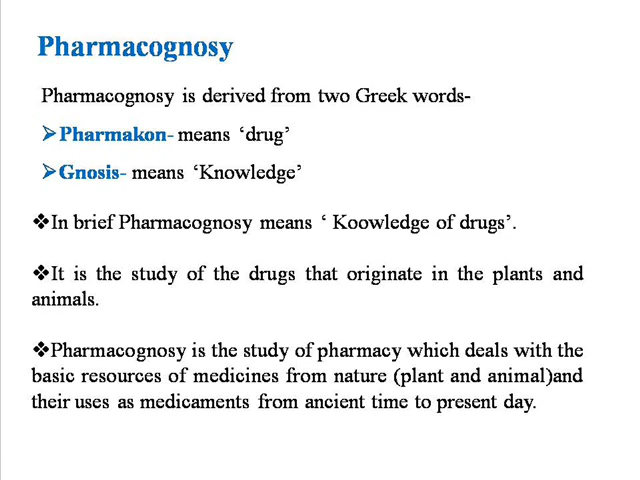 Pharmacognosy
Pharmacognosy is derived from two Greek words-
➢Pharmakon- means ‘drug’
➢Gnosis- means ‘Knowledge’
❖In brief Pharmacognosy means ‘ Koowledge of drugs’.
❖It is the study of the drugs that originate in the plants and
animals.
❖Pharmacognosy is the study of pharmacy which deals with the
basic resources of medicines from nature (plant and animal)and
their uses as medicaments from ancient time to present day.